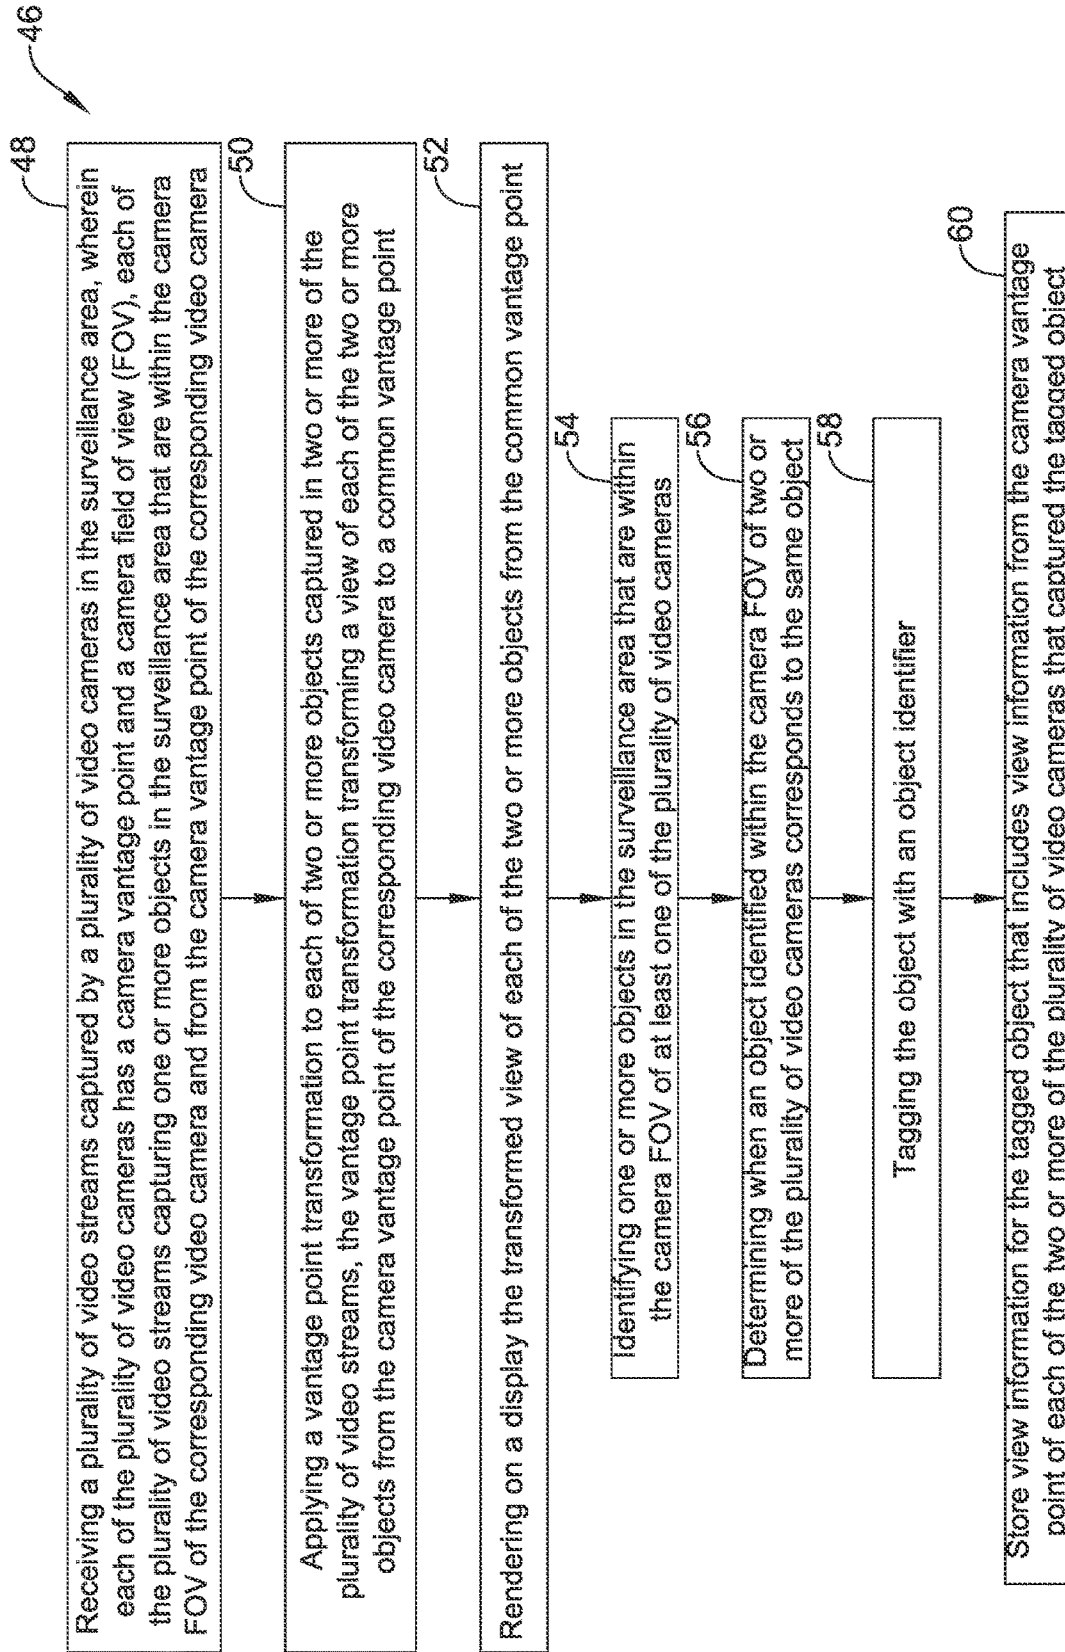 46
48
Receiving a plurality of video streams captured by a plurality of video cameras in the surveillance area, wherein
each of the plurality of video cameras has a camera vantage point and a camera field of view (FOV), each of
the plurality of video streams capturing one or more objects in the surveillance area that are within the camera
FOV of the corresponding video camera and from the camera vantage point of the corresponding video camera
50
Applying a vantage point transformation to each of two or more objects captured in two or more of the
plurality of video streams, the vantage point transformation transforming a view of each of the two or more
objects from the camera vantage point of the corresponding video camera to a common vantage point
52
Rendering on a display the transformed view of each of the two or more objects from the common vantage point
54
Identifying one or more objects in the surveillance area that are within
the camera FOV of at least one of the plurality of video cameras
56
Determining when an object identified within the camera FOV of two or
more of the plurality of video cameras corresponds to the same object
58
Tagging the object with an object identifier
60
Store view information for the tagged object that includes view information from the camera vantage
point of each of the two or more of the plurality of video cameras that captured the tagged object